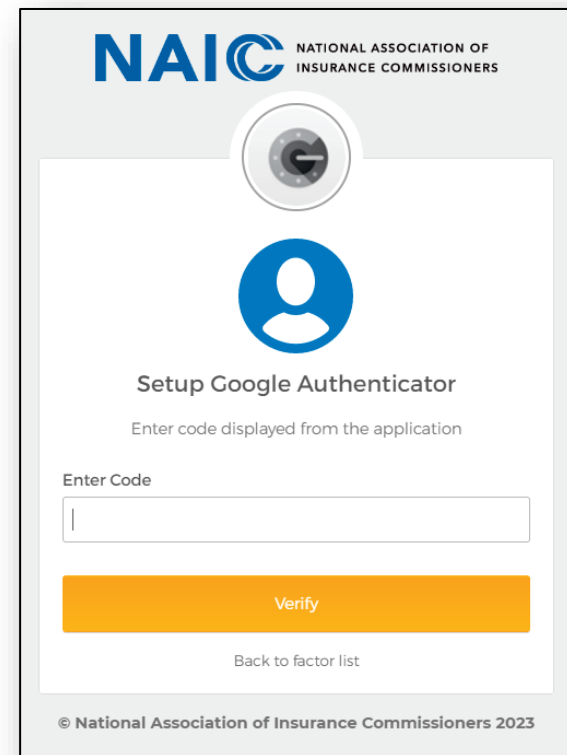 NAIC
NATIONAL ASSOCIATION OF
INSURANCE COMMISSIONERS
Setup Google Authenticator
Enter code displayed from the application
Enter Code
Verify
Back to factor list
© National Association of Insurance Commissioners 2023